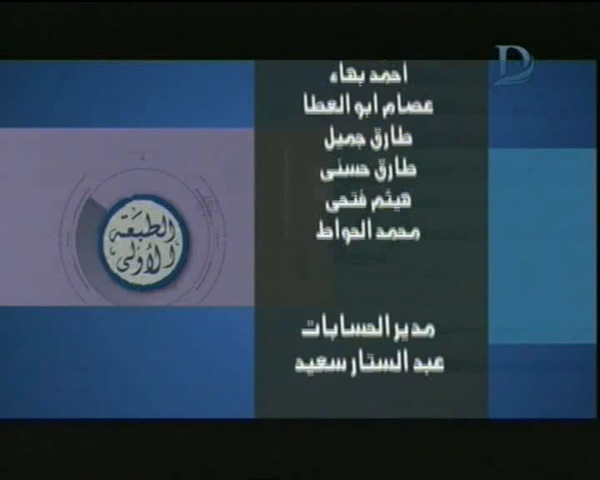 D
احمد بهاء
عصام ابو العطا
طارق جميل
طارق حسنى
هيثم فتحى
محمد الحواط
الطبعة
الأولى
مدير الحسابات
عبد الستار سعيد